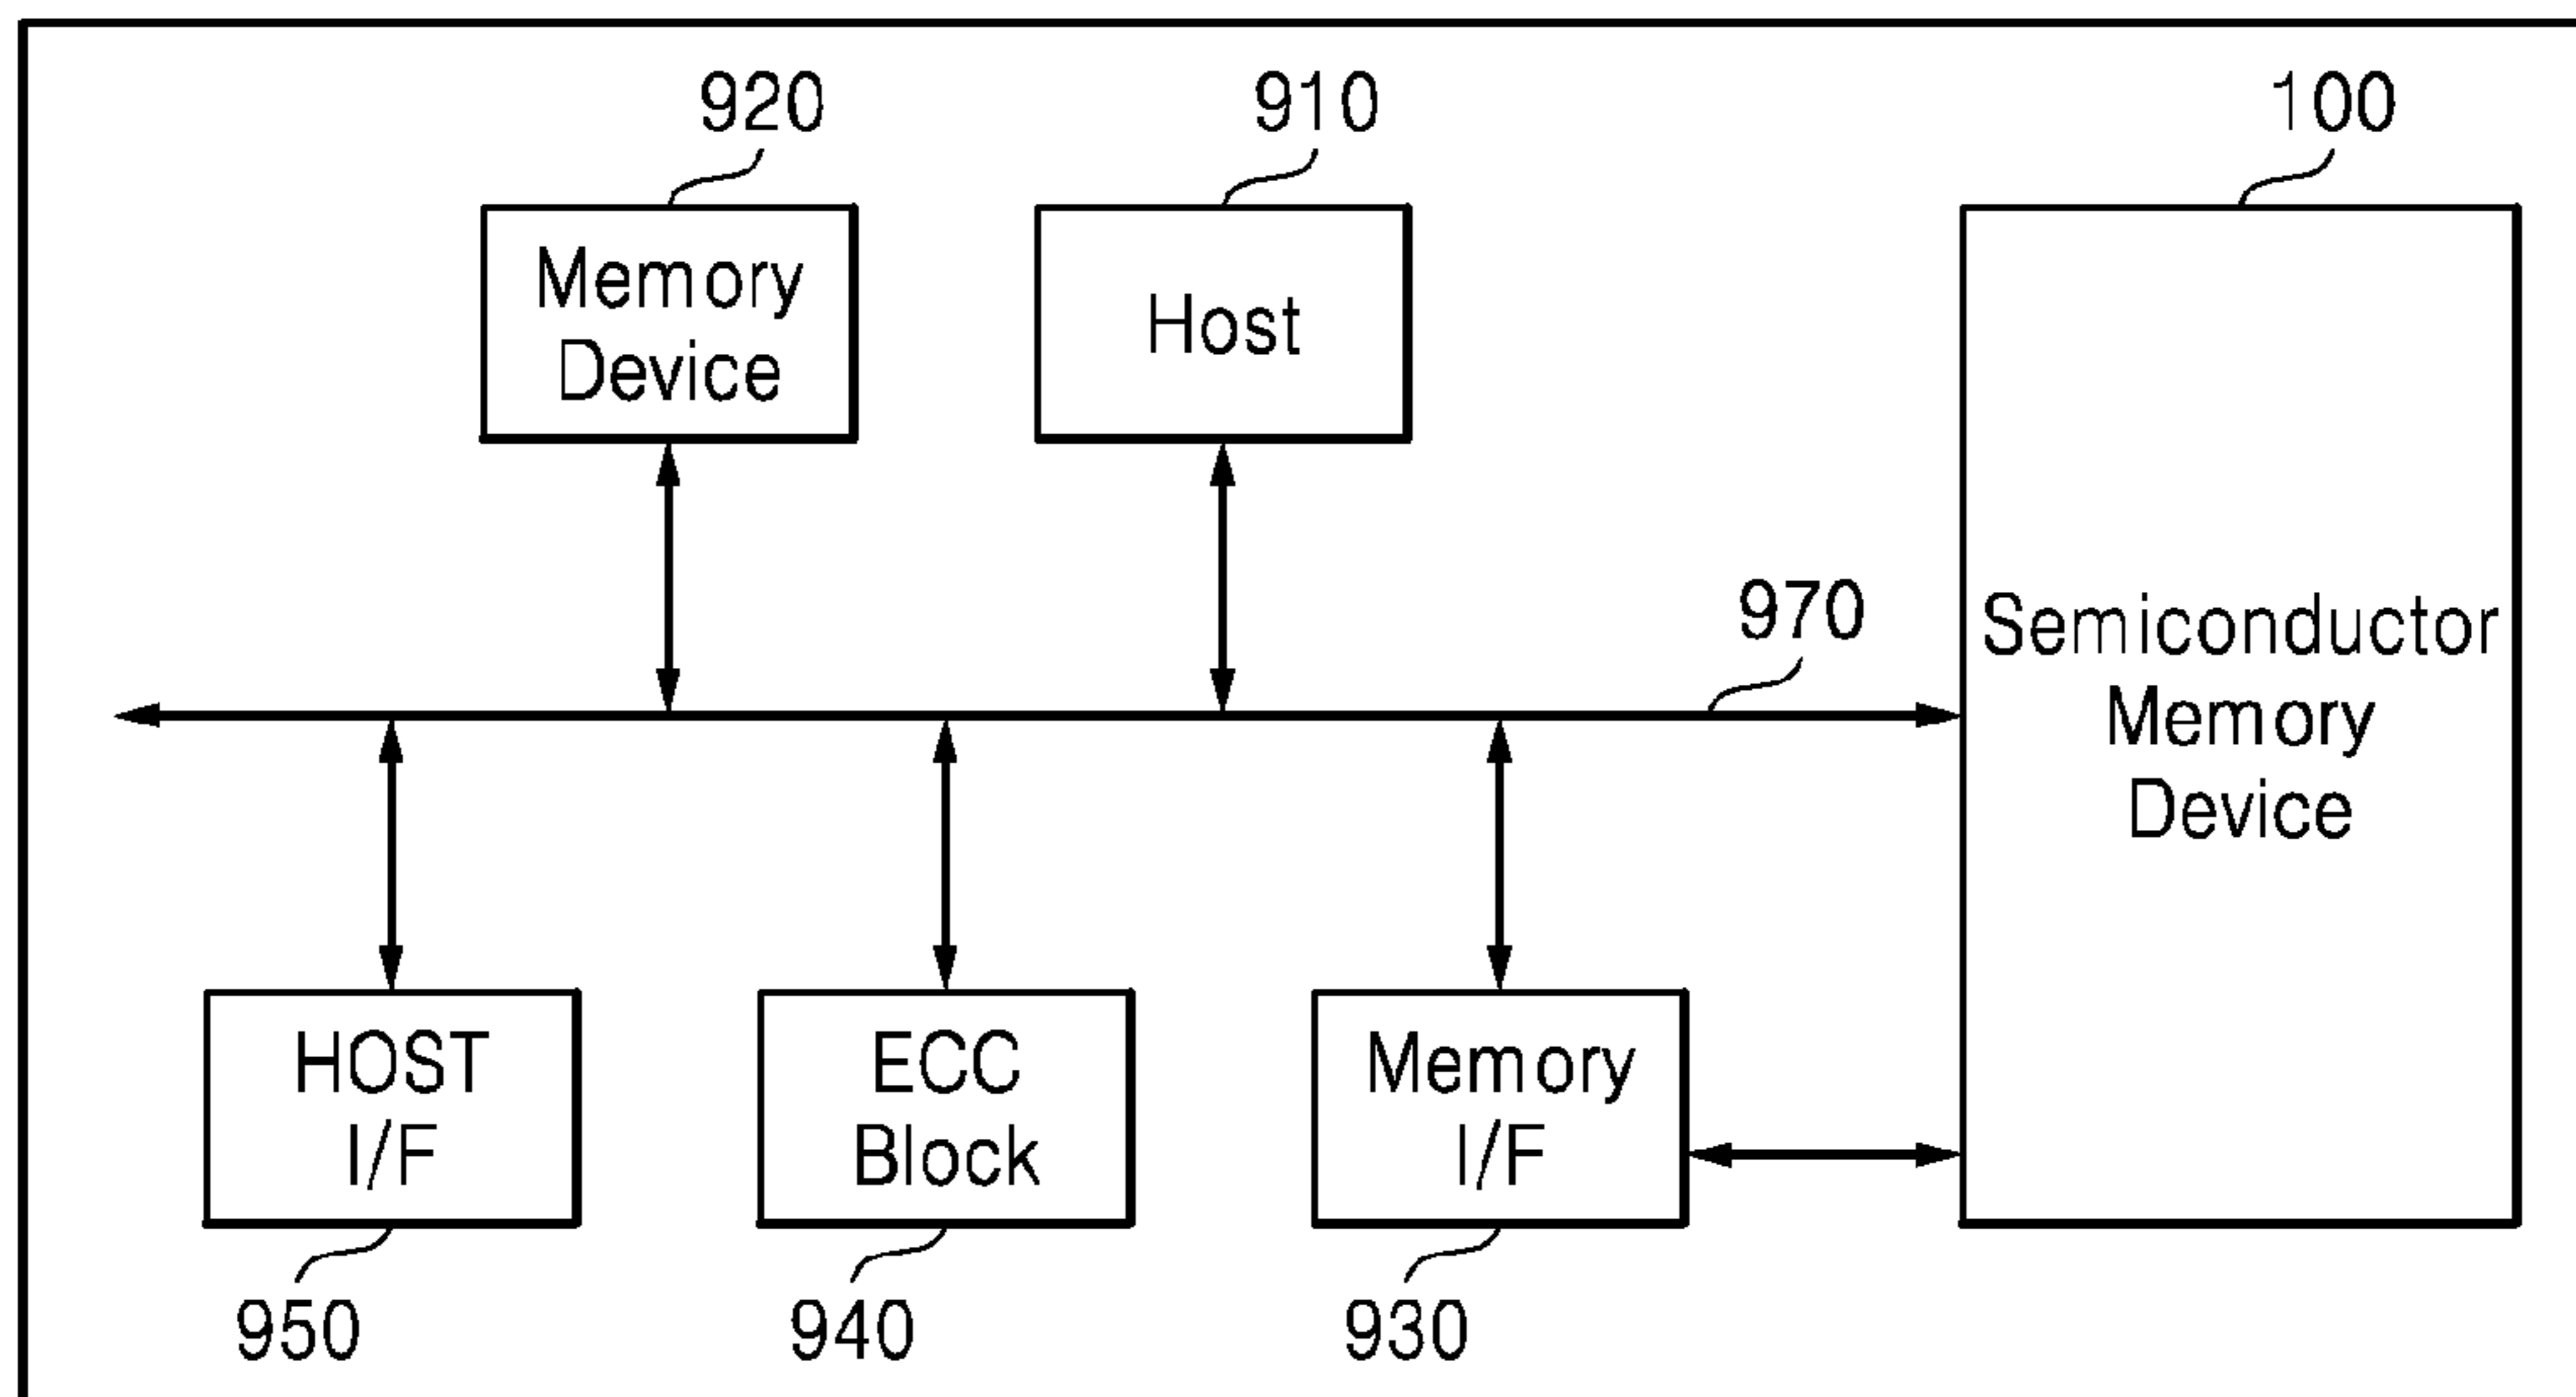 920
910
100
Memory
Device
Host
970
Semiconductor
Memory
Device
HOST
I/F
ECC
Block
Memory
I/F
950
940
930